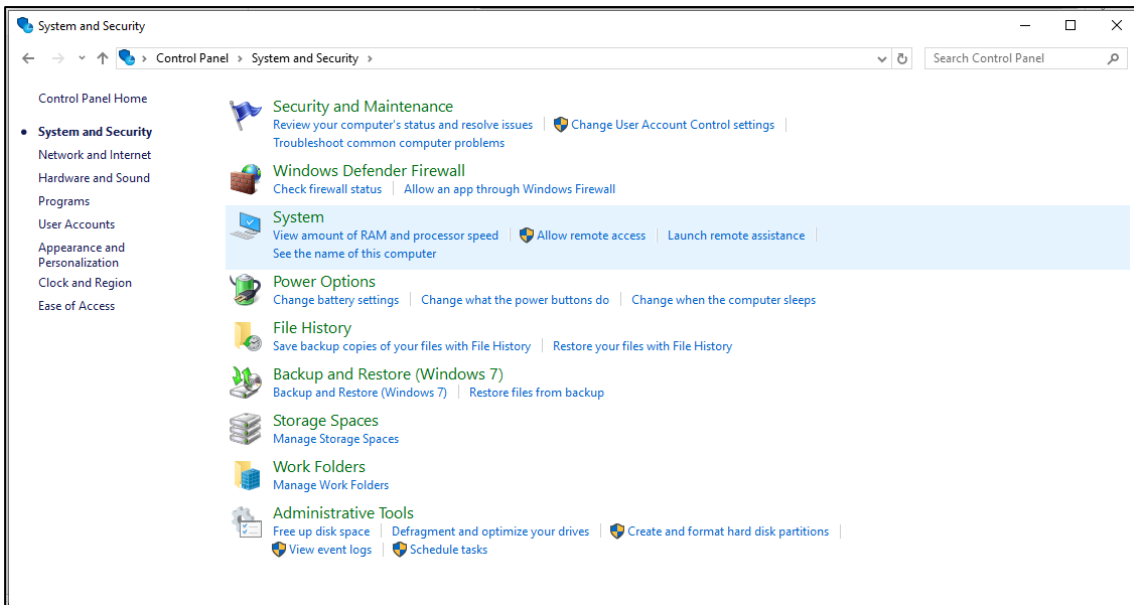 System and Security
Control Panel › System and Security ›
Search Control Panel
Control Panel Home
System and Security
Network and Internet
Hardware and Sound
Programs
User Accounts
Appearance and
Personalization
Clock and Region
Ease of Access
Security and Maintenance
Review your computer's status and resolve issues
Change User Account Control settings
Troubleshoot common computer problems
Windows Defender Firewall
Check firewall status
Allow an app through Windows Firewall
System
View amount of RAM and processor speed
Allow remote access
Launch remote assistance
See the name of this computer
Power Options
Change battery settings
Change what the power buttons do
Change when the computer sleeps
File History
Save backup copies of your files with File History
Restore your files with File History
Backup and Restore (Windows 7)
Backup and Restore (Windows 7)
Restore files from backup
Storage Spaces
Manage Storage Spaces
Work Folders
Manage Work Folders
Administrative Tools
Free up disk space
Defragment and optimize your drives
Create and format hard disk partitions
View event logs
Schedule tasks